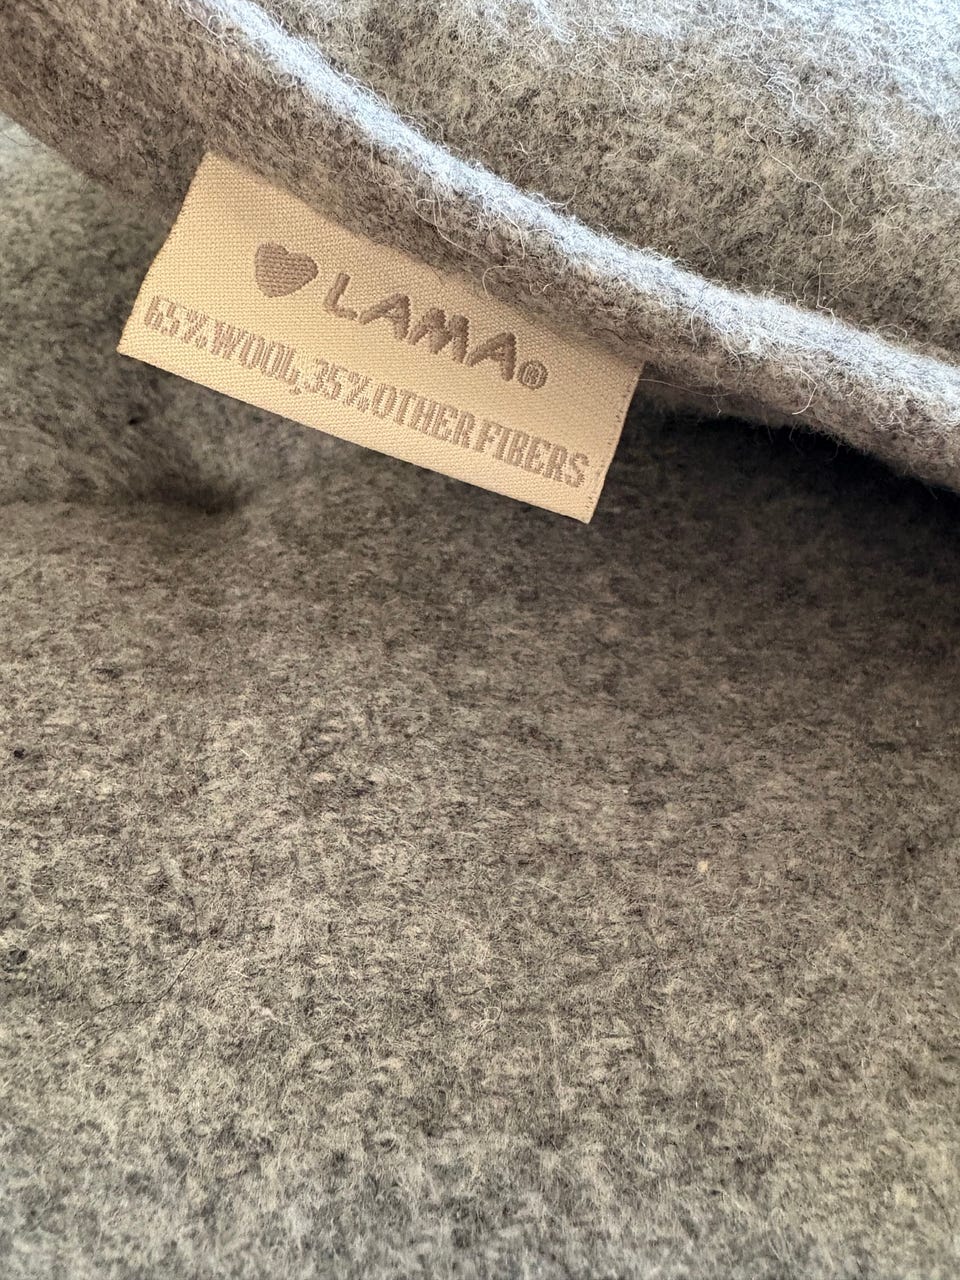 LAMA®
65% WOOL, 35% OTHER FIBERS